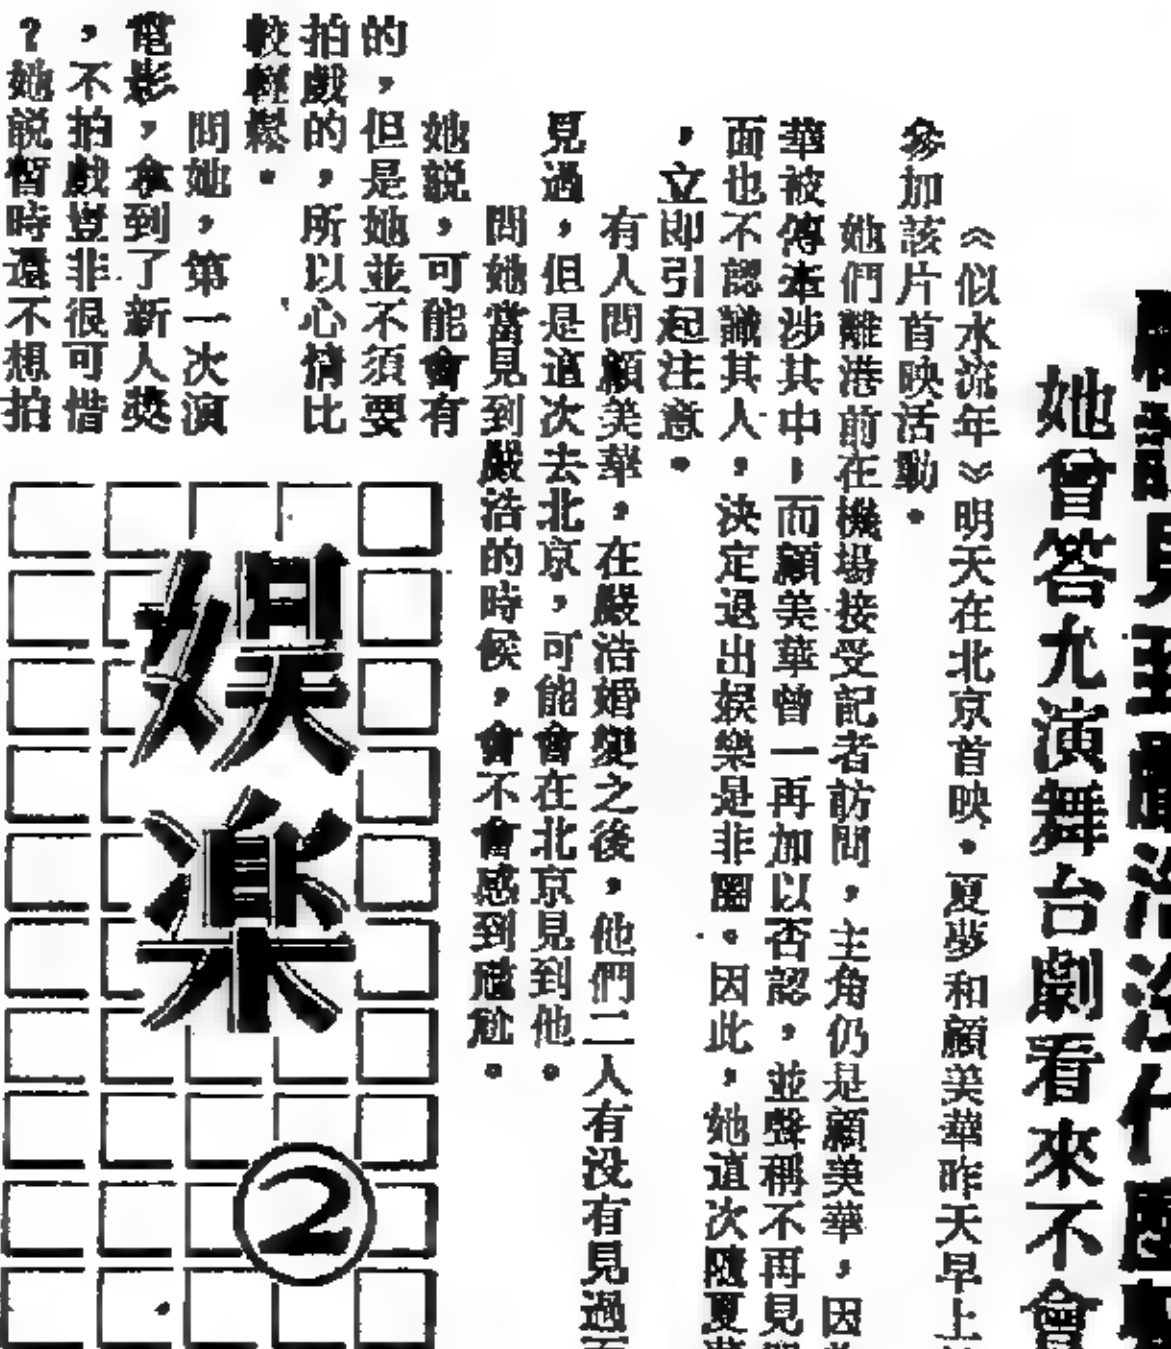 她曾答允演舞台劇看來不會
《似水流年》明天在北京首映。夏夢和顧美華昨天早上
參加該片首映活動。
她們離港前在機場接受記者訪問，主角仍是顧美華，因
華被傳牽涉其中，而顧美華曾一再加以否認，並聲稱不再見
面也不認識其人，決定退出娛樂是非圈。因此，她這次隨夏
，立即引起注意。
有人問顧美華，在嚴浩婚變之後，他們二人有没有見過
見過，但是這次去北京，可能會在北京見到他。
問她當見到嚴浩的時候，會不會感到尷尬。
她説，可能會有
的，但是她並不須要
拍戲的，所以心情比
較輕鬆。
問她，第一次演
電影，拿到了新人獎
，不拍戲豈非很可惜
？她説暫時還不想拍
娯楽
②